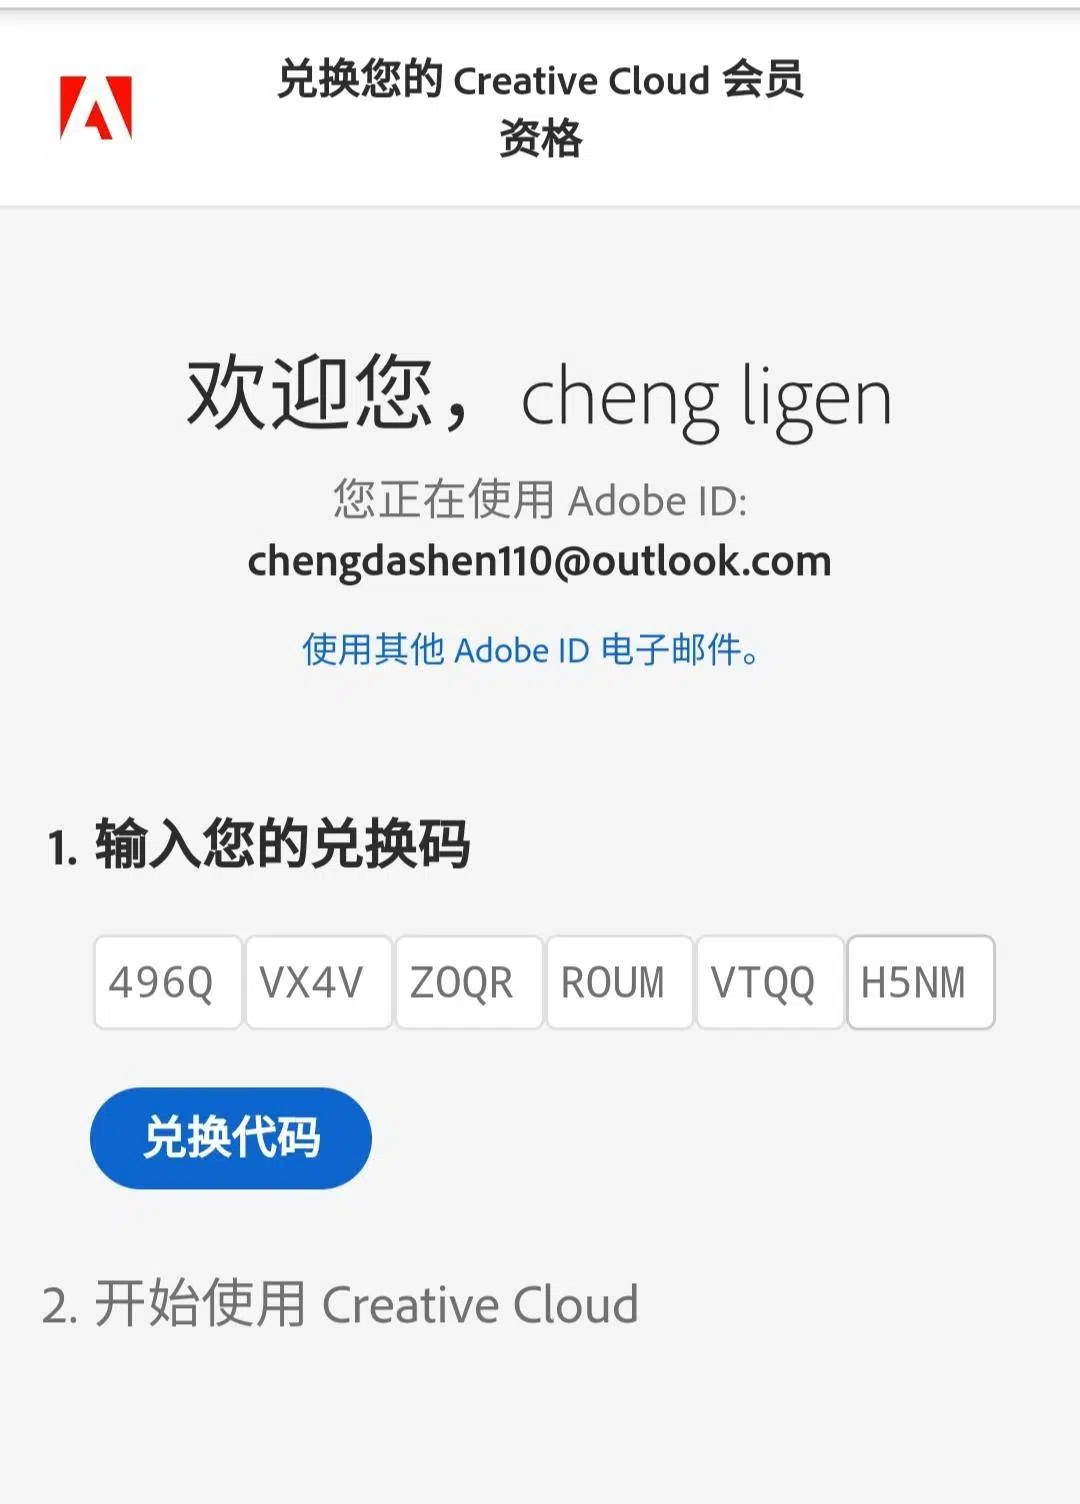 兑换您的 Creative Cloud 会员
资格
欢迎您，cheng ligen
您正在使用 Adobe ID:
chengdashen110@outlook.com
使用其他 Adobe ID 电子邮件。
1. 输入您的兑换码
496Q VX4V ZOQR ROUM VTQQ H5NM
兑换代码
2. 开始使用 Creative Cloud